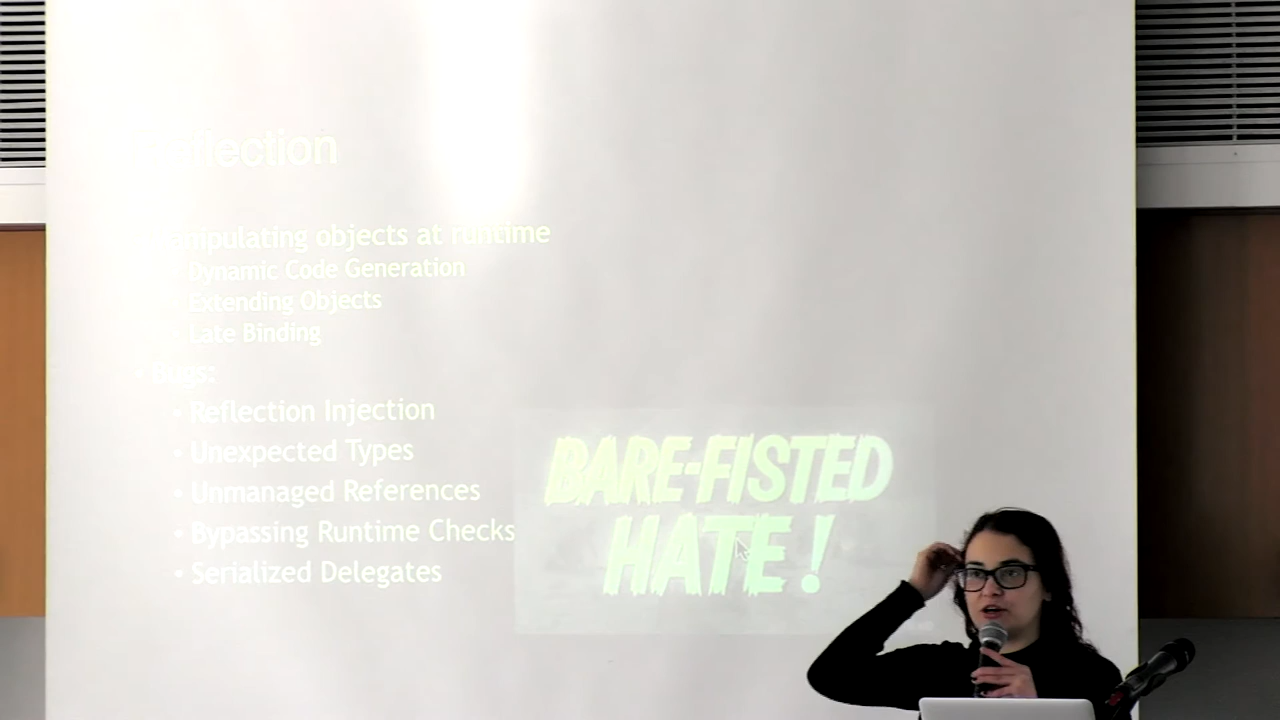 Reflection
Manipulating objects at runtime
Dynamic Code Generation
Extending Objects
Late Binding
• Bugs:
• Reflection Injection
• Unexpected Types
• Unmanaged References
• Bypassing Runtime Checks
• Serialized Delegates
BARE-FISTED
HATE!